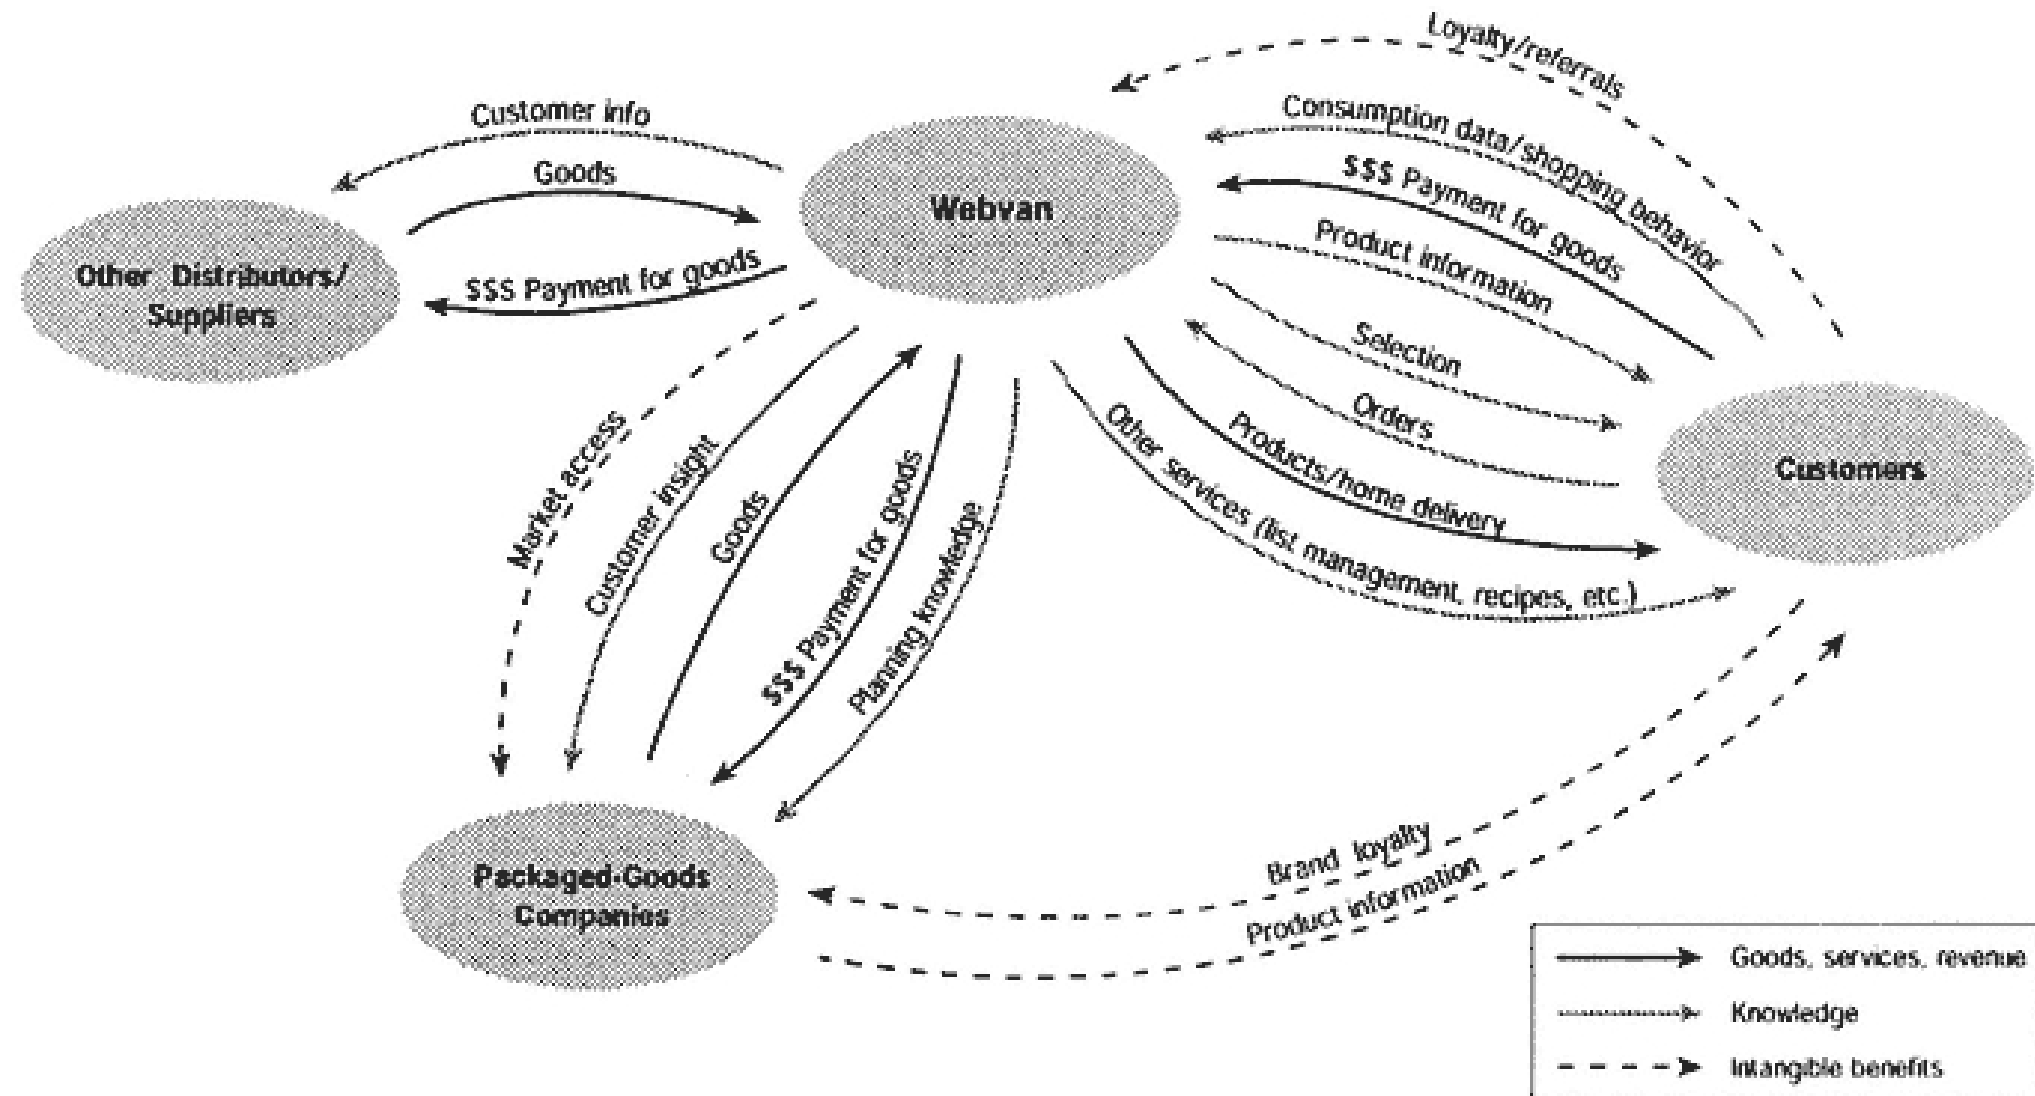 Loyalty/referrals
Customer info
Consumption data/shopping behavior
Goods
$$$ Payment for goods
Webvan
Product information
Other Distributors/
Suppliers
$$$ Payment for goods
Selection
Orders
Market access
Customer insight
Goods
$$$ Payment for goods
Planning knowledge
Other services (list management, recipes, etc.)
Products/home delivery
Customers
Packaged-Goods
Companies
Brand loyalty
Product information
Goods, services, revenue
Knowledge
Intangible benefits